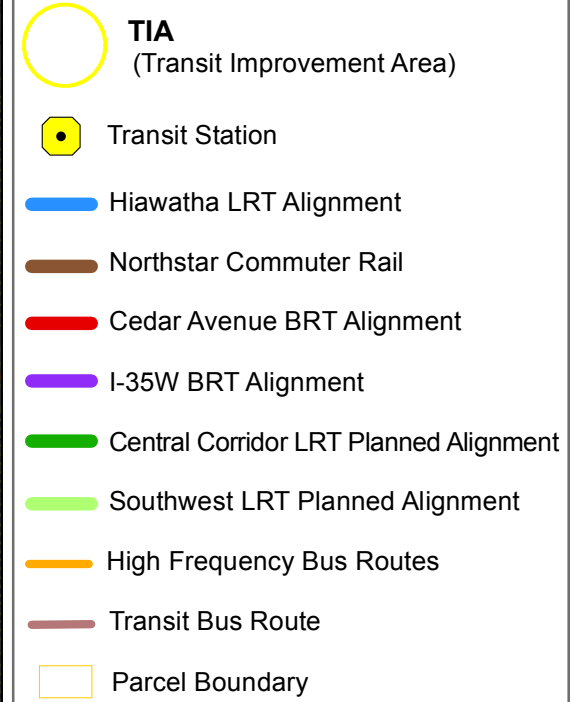 TIA
(Transit Improvement Area)
Transit Station
Hiawatha LRT Alignment
Northstar Commuter Rail
Cedar Avenue BRT Alignment
I-35W BRT Alignment
Central Corridor LRT Planned Alignment
Southwest LRT Planned Alignment
High Frequency Bus Routes
Transit Bus Route
Parcel Boundary